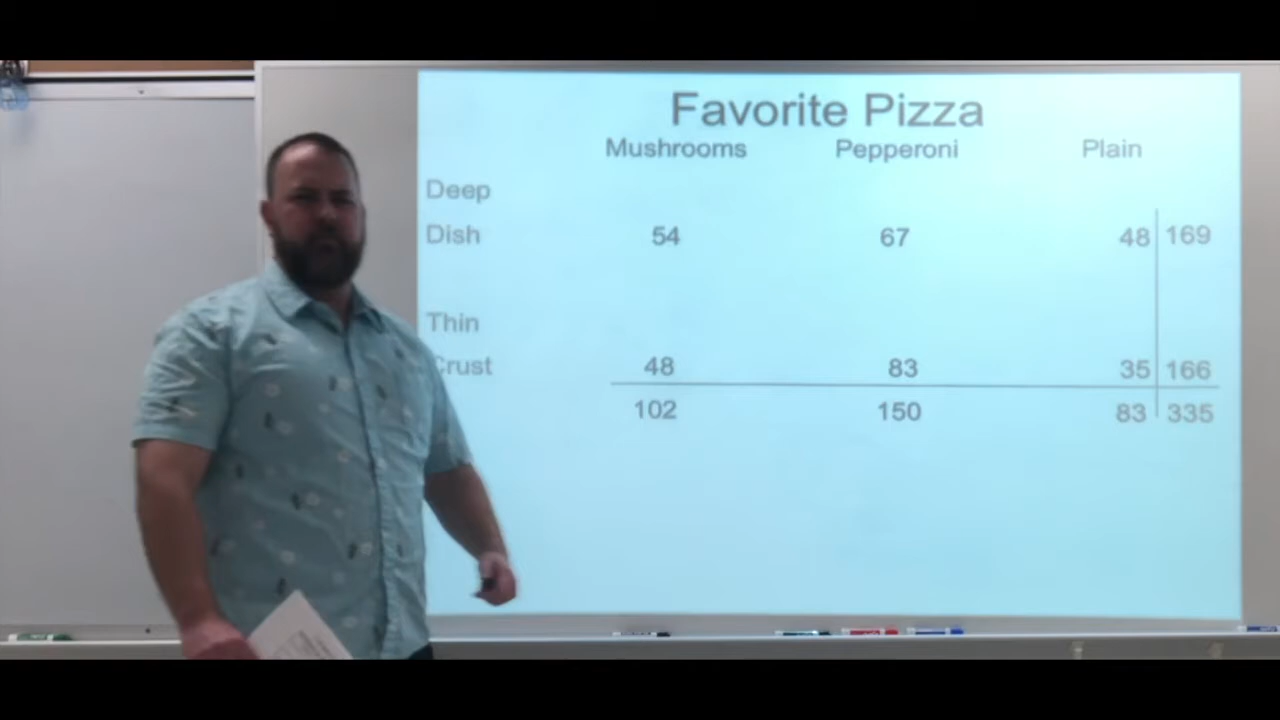 Favorite Pizza
Mushrooms Pepperoni Plain
Deep
Dish 54 67 48 169
Thin
Crust 48 83 35 166
102 150 83 335